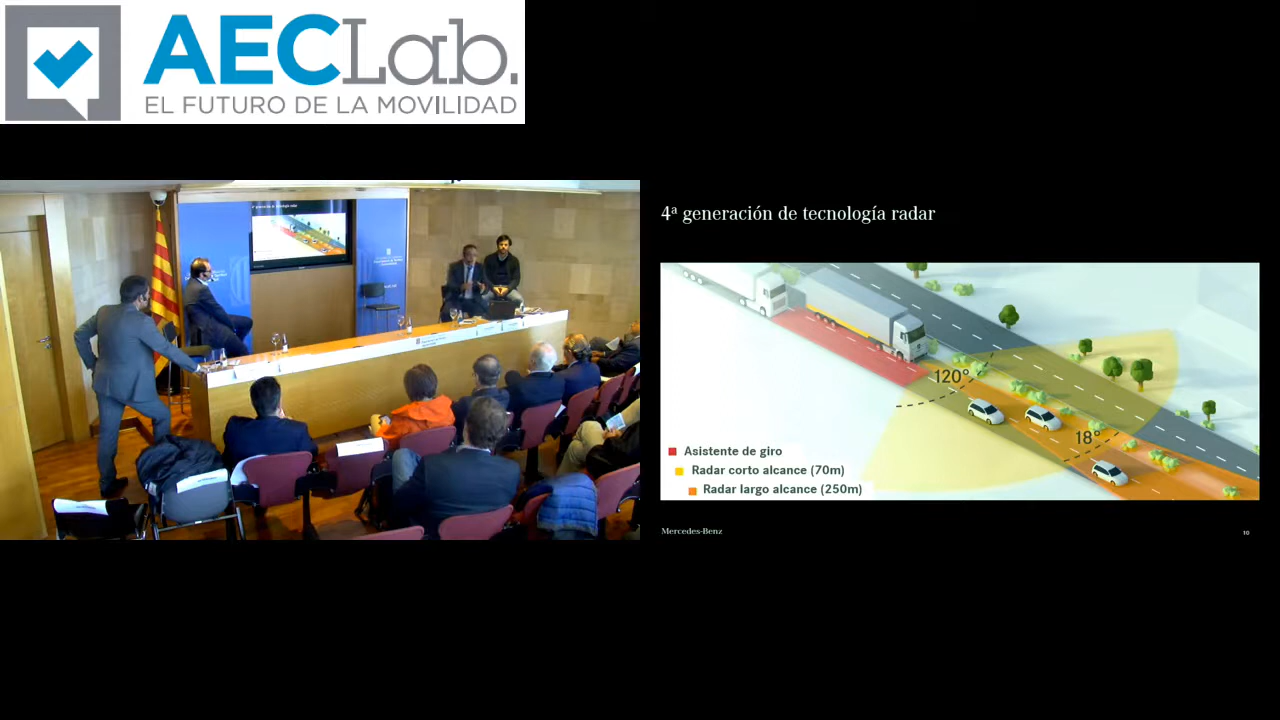 AECLab.
EL FUTURO DE LA MOVILIDAD
4ª generación de tecnología radar
120°
18°
Asistente de giro
Radar corto alcance (70m)
Radar largo alcance (250m)
Mercedes-Benz
10